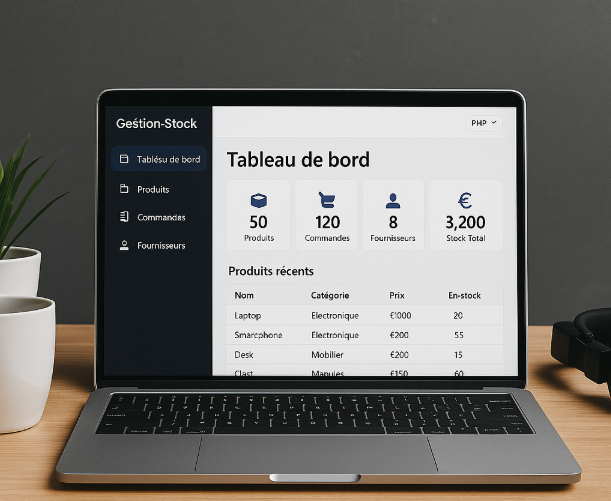 Geśtion-Stock
PHP
Tablésu de bord
Produits
Commandes
Fournisseurs
Tableau de bord
50
Produits
120
Commandes
8
Fournisseurs
€
3,200
Stock Total
Produits récents
Nom Catégorie Prix En-stock
Laptop Electronique €1000 20
Smarcphone Electronique €200 55
Desk Mobilier €200 15
Clast Manules €150 60